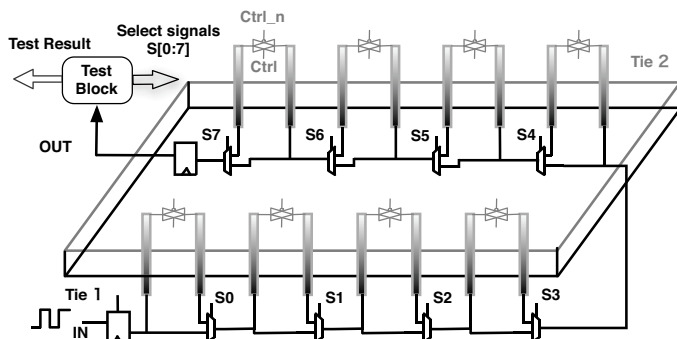 Ctrl_n
Test Result
Select signals
S[0:7]
Test
Block
Ctrl
Tie 2
OUT
S7
S6
S5
S4
Tie 1
IN
S0
S1
S2
S3